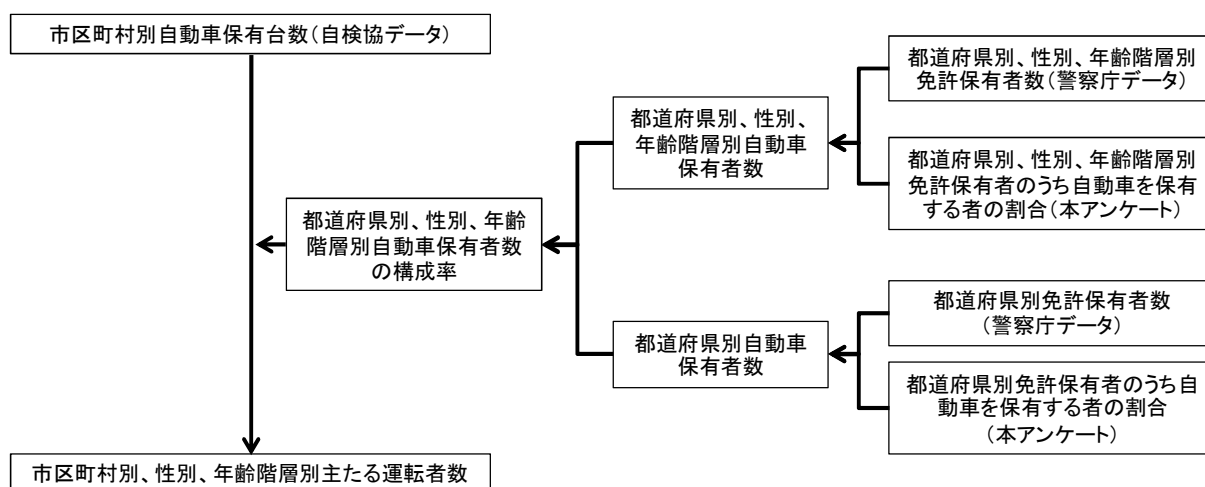 市区町村別自動車保有台数（自検協データ）
都道府県別、性別、年齢階層別
免許保有者数（警察庁データ）
都道府県別、性別、
年齢階層別自動車
保有者数
都道府県別、性別、年齢階層別
免許保有者のうち自動車を保有
する者の割合（本アンケート）
都道府県別、性別、年齢
階層別自動車保有者数
の構成率
都道府県別免許保有者数
（警察庁データ）
都道府県別自動車
保有者数
都道府県別免許保有者のうち自
動車を保有する者の割合
（本アンケート）
市区町村別、性別、年齢階層別主たる運転者数